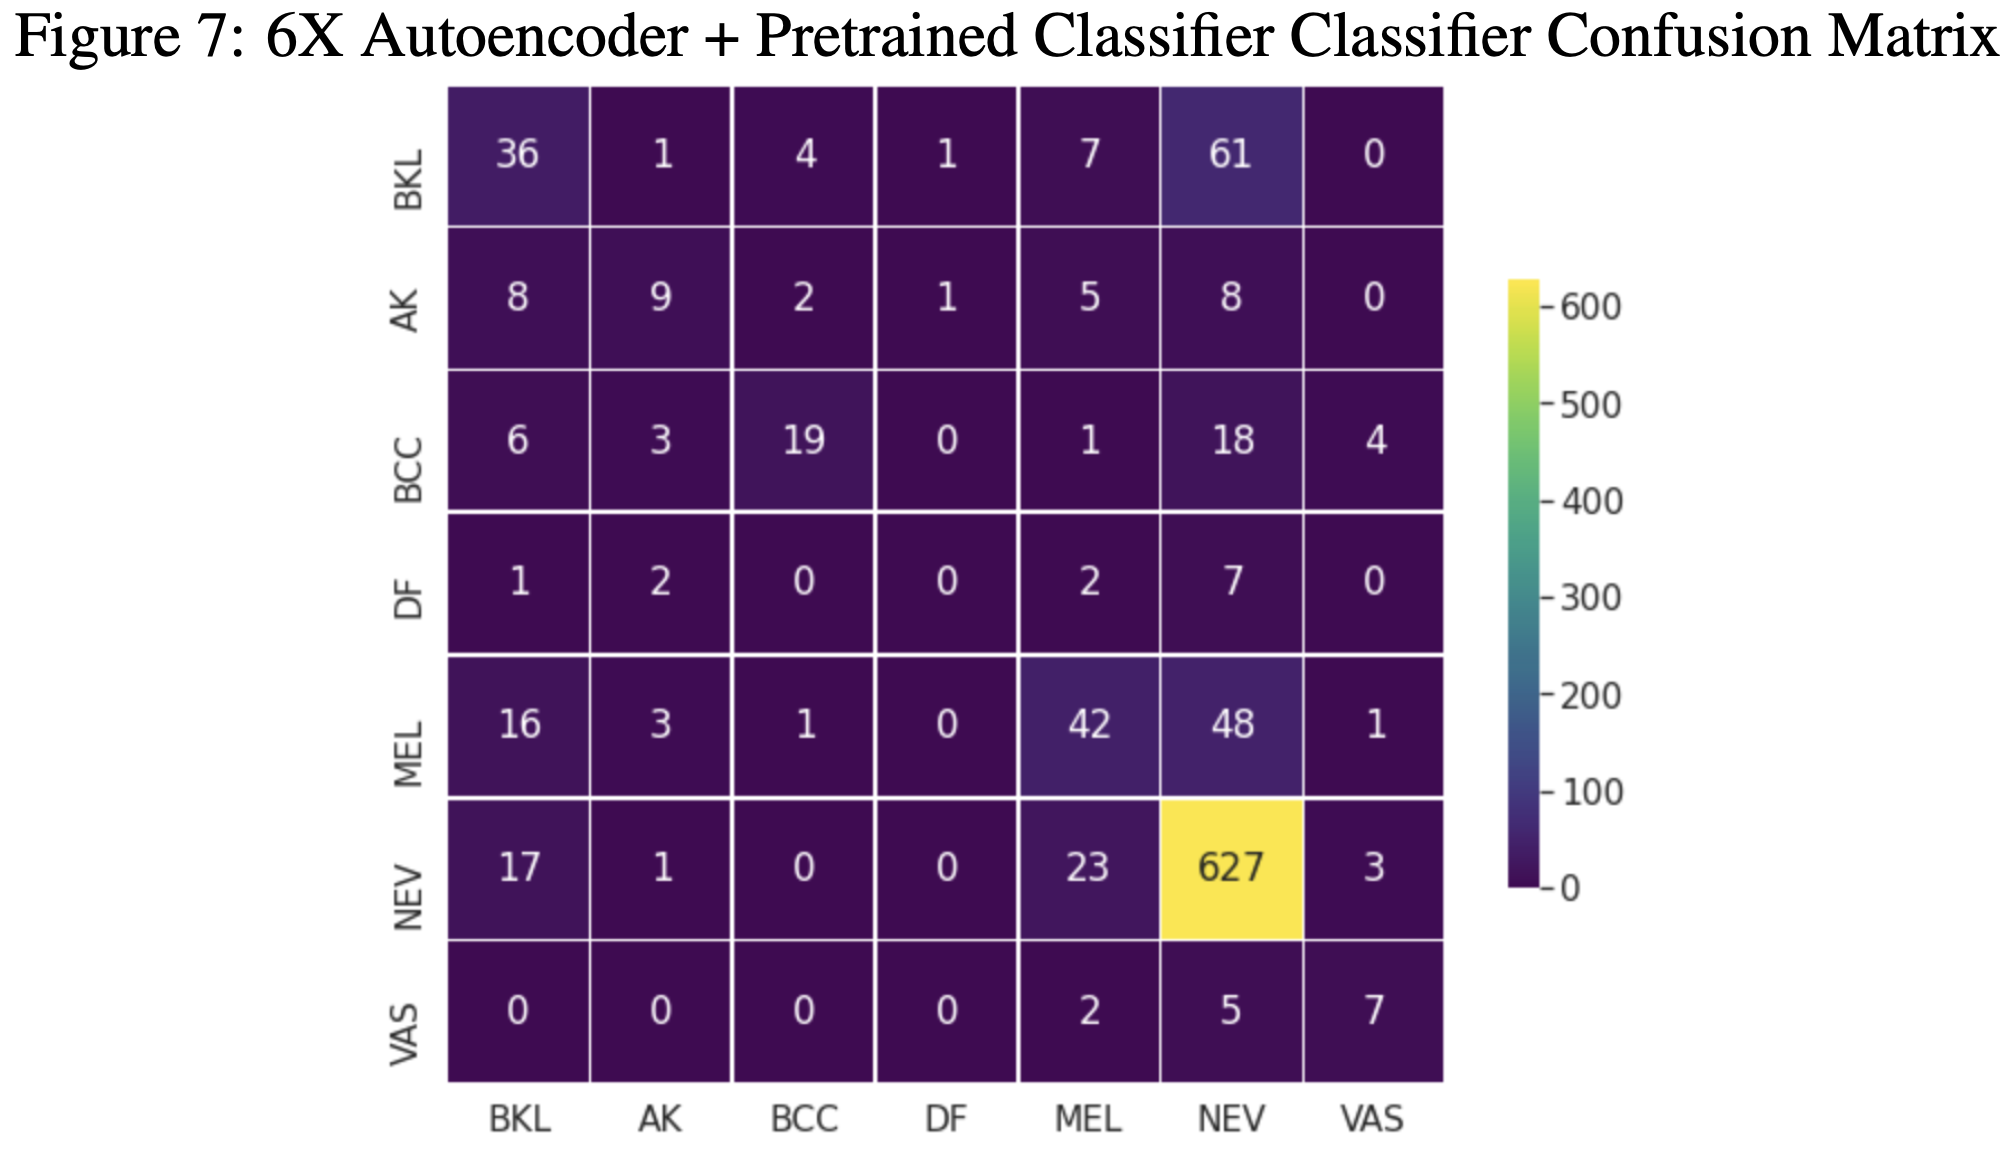 Figure 7: 6X Autoencoder + Pretrained Classifier Classifier Confusion Matrix
BKL 36 1 4 1 7 61 0
AK 8 9 2 1 5 8 0
BCC 6 3 19 0 1 18 4
DF 1 2 0 0 2 7 0
MEL 16 3 1 0 42 48 1
NEV 17 1 0 0 23 627 3
VAS 0 0 0 0 2 5 7
BKL AK BCC DF MEL NEV VAS
600
500
400
300
200
100
0